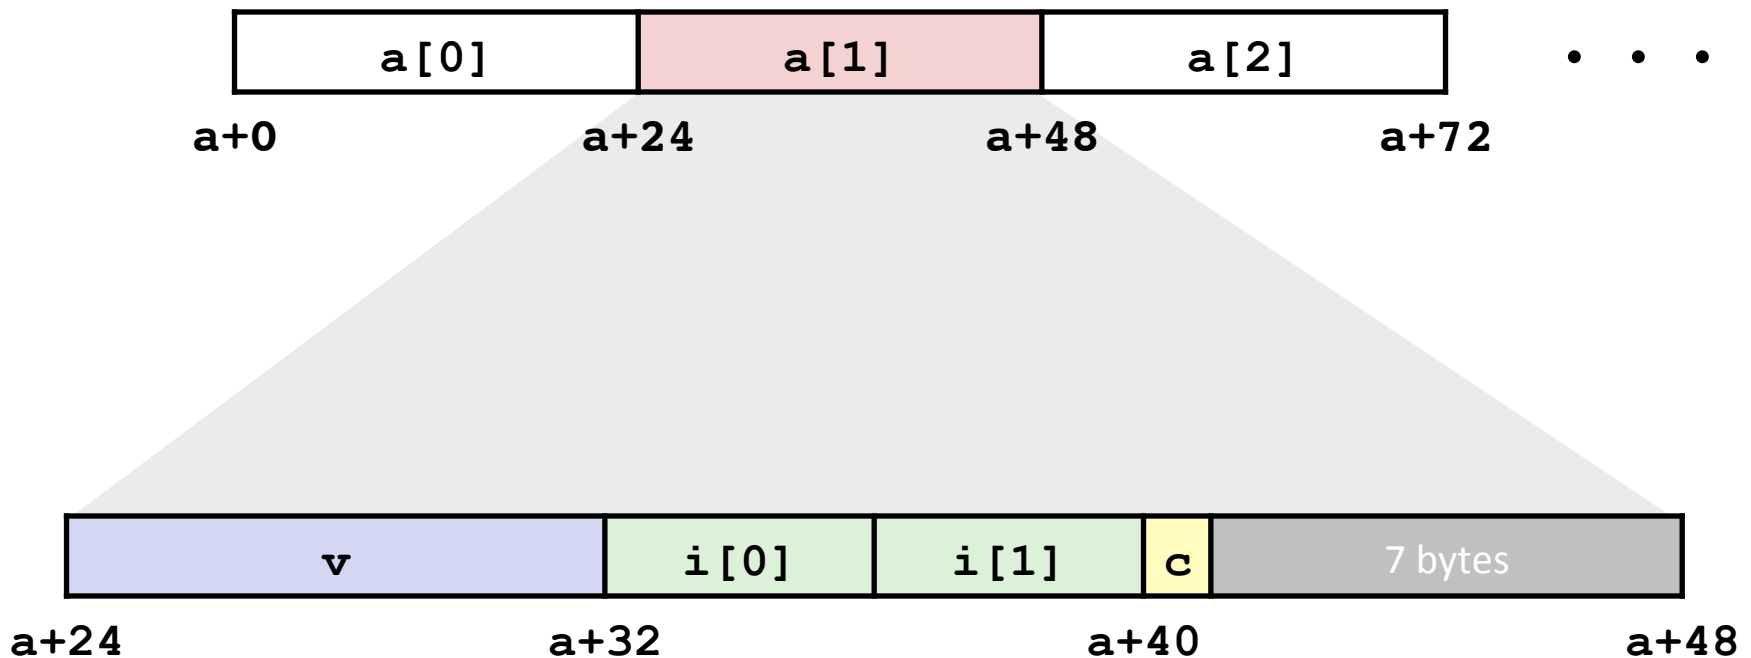 a[0] a[1] a[2] . . .
a+0 a+24 a+48 a+72
v i[0] i[1] c 7 bytes
a+24 a+32 a+40 a+48